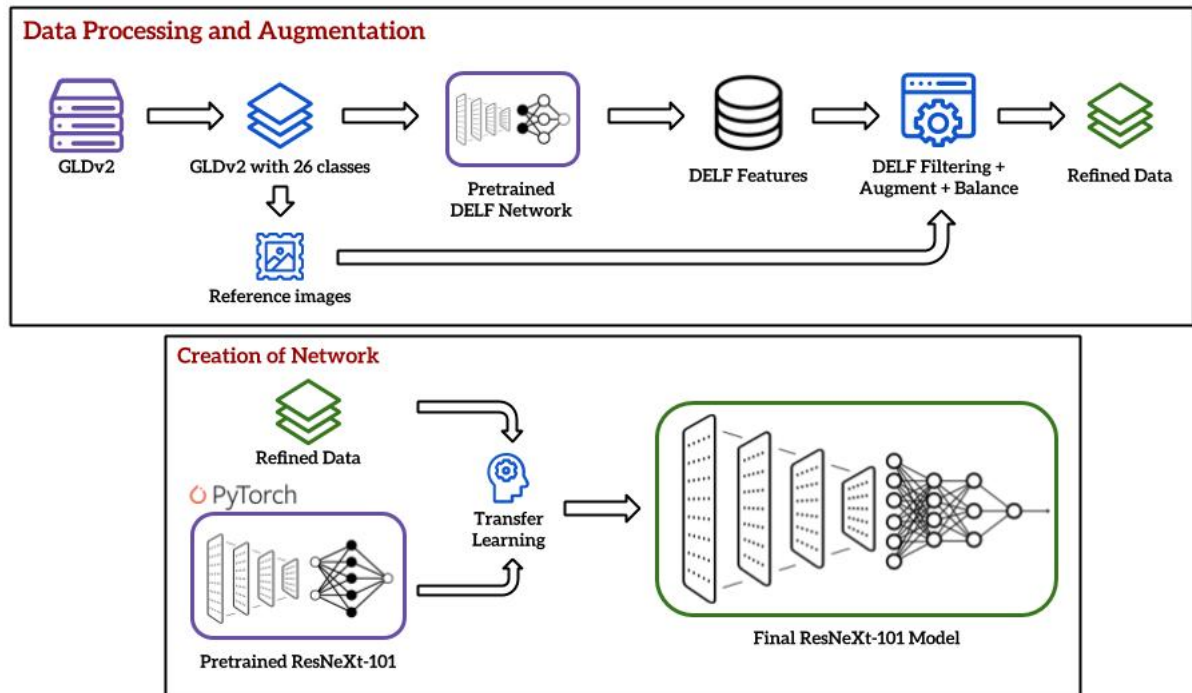 Data Processing and Augmentation
GLDv2
GLDv2 with 26 classes
Pretrained
DELF Network
DELF Features
DELF Filtering +
Augment + Balance
Refined Data
Reference images
Creation of Network
Refined Data
PyTorch
Transfer
Learning
Pretrained ResNeXt-101
Final ResNeXt-101 Model